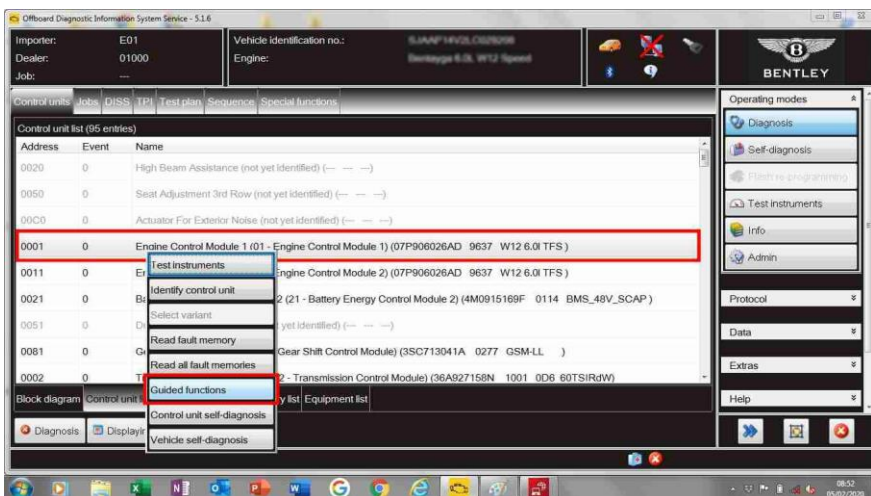 Offboard Diagnostic Information System Service - 5.1.6
Importer: E01
Dealer: 01000
Job: ---
Vehicle identification no.:
Engine: Bentayga 6.0L W12 Speed
BENTLEY
Control units Jobs DISS TPI Test plan Sequence Special functions
Control unit list (95 entries)
Address Event Name
0020 0 High Beam Assistance (not yet identified) (--- --- ---)
0050 0 Seat Adjustment 3rd Row (not yet identified) (--- --- ---)
00C0 0 Actuator For Exterior Noise (not yet identified) (--- --- ---)
0001 0 Engine Control Module 1 (01 - Engine Control Module 1) (07P906026AD 9637 W12 6.0l TFS )
0011 0 Engine Control Module 2) (07P906026AD 9637 W12 6.0l TFS )
0021 0 2 (21 - Battery Energy Control Module 2) (4M0915169F 0114 BMS_48V_SCAP )
0051 0 yet identified) (--- --- ---)
0081 0 Gear Shift Control Module) (3SC713041A 0277 GSM-LL )
0002 0 2 - Transmission Control Module) (36A927158N 1001 0D6 60TSIRdW)
Test instruments
Identify control unit
Select variant
Read fault memory
Read all fault memories
Guided functions
Control unit self-diagnosis
Vehicle self-diagnosis
Block diagram Control unit list Equipment list
Diagnosis
Operating modes
Diagnosis
Self-diagnosis
Flash re-programming
Test instruments
Info
Admin
Protocol
Data
Extras
Help
08:52
05/02/2020